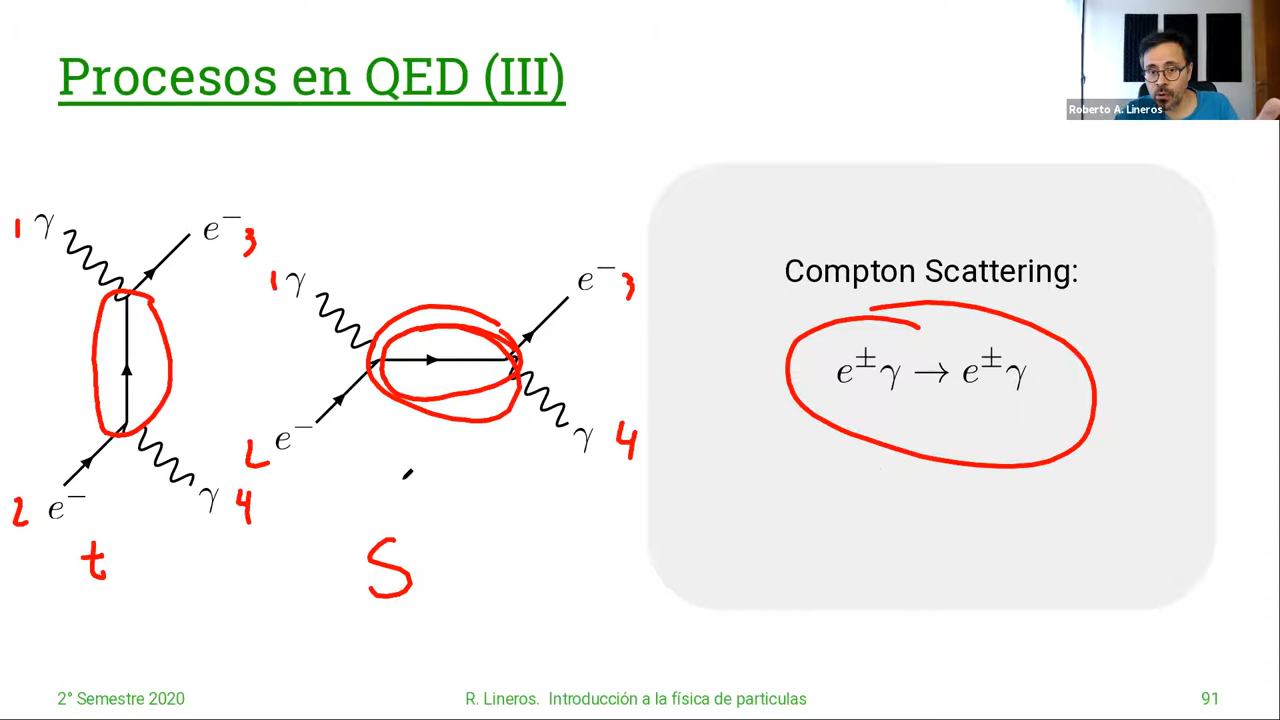 Procesos en QED (III)
Roberto A. Lineros
1 γ e⁻ 3
2 e⁻ γ 4
t
1 γ e⁻ 3
2 e⁻ γ 4
S
Compton Scattering:
e±γ → e±γ
2° Semestre 2020
R. Lineros. Introducción a la física de particulas
91